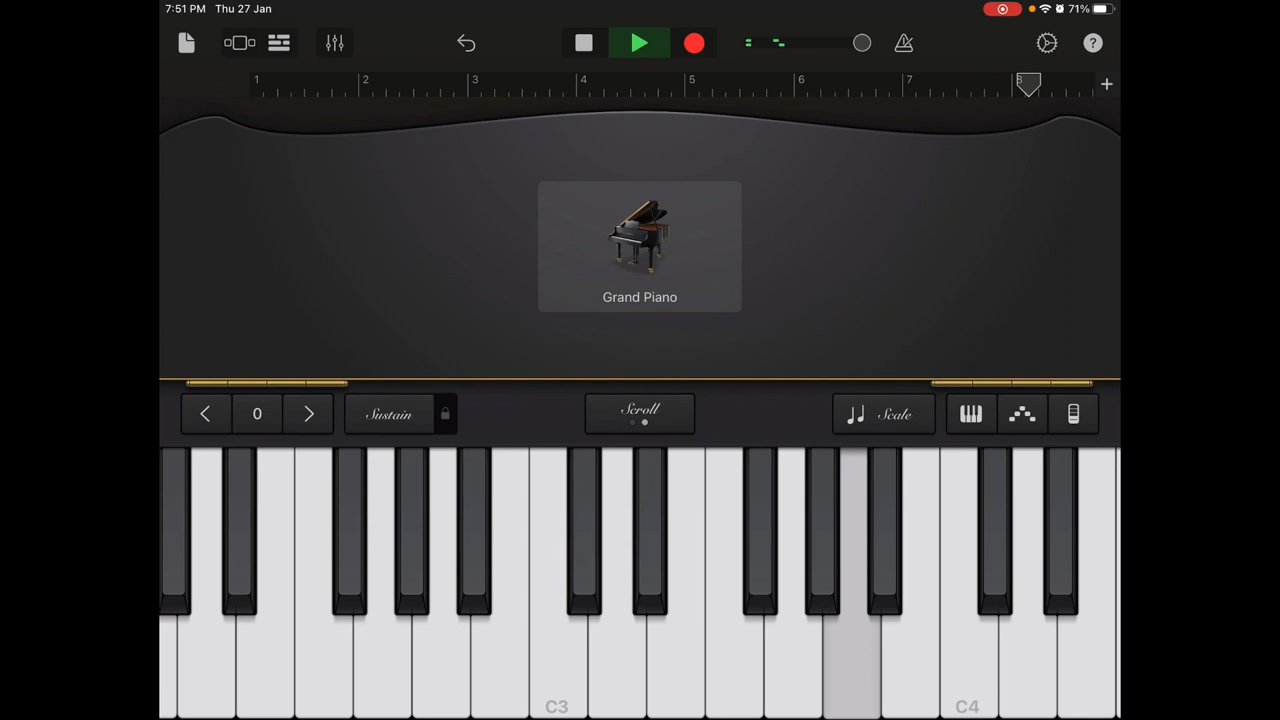 7:51 PM Thu 27 Jan
71%
?
1 2 3 4 5 6 7 8 +
Grand Piano
0
Sustain
Scroll
Scale
C3
C4